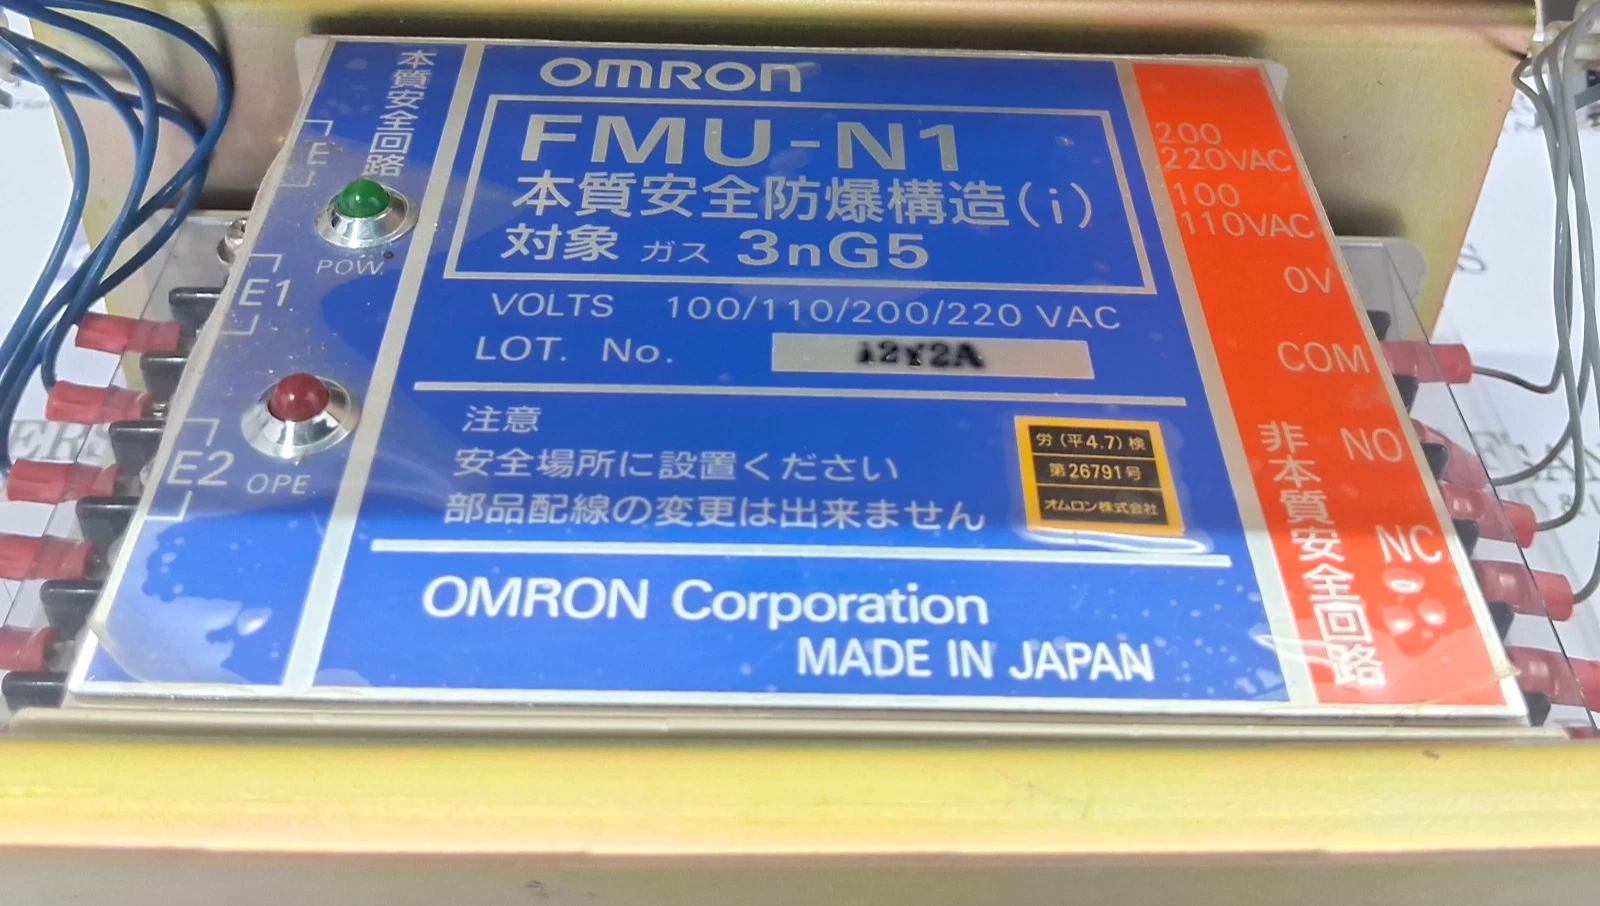 本質安全回路
E
POW.
E1
E2
OPE.
OMRON
FMU-N1
本質安全防爆構造(i)
対象 ガス 3nG5
VOLTS 100/110/200/220 VAC
LOT. No. 12Y2A
注意
安全場所に設置ください
部品配線の変更は出来ません
労(平4.7)検
第26791号
オムロン株式会社
OMRON Corporation
MADE IN JAPAN
200
220VAC
100
110VAC
0V
COM
NO
NC
非本質安全回路